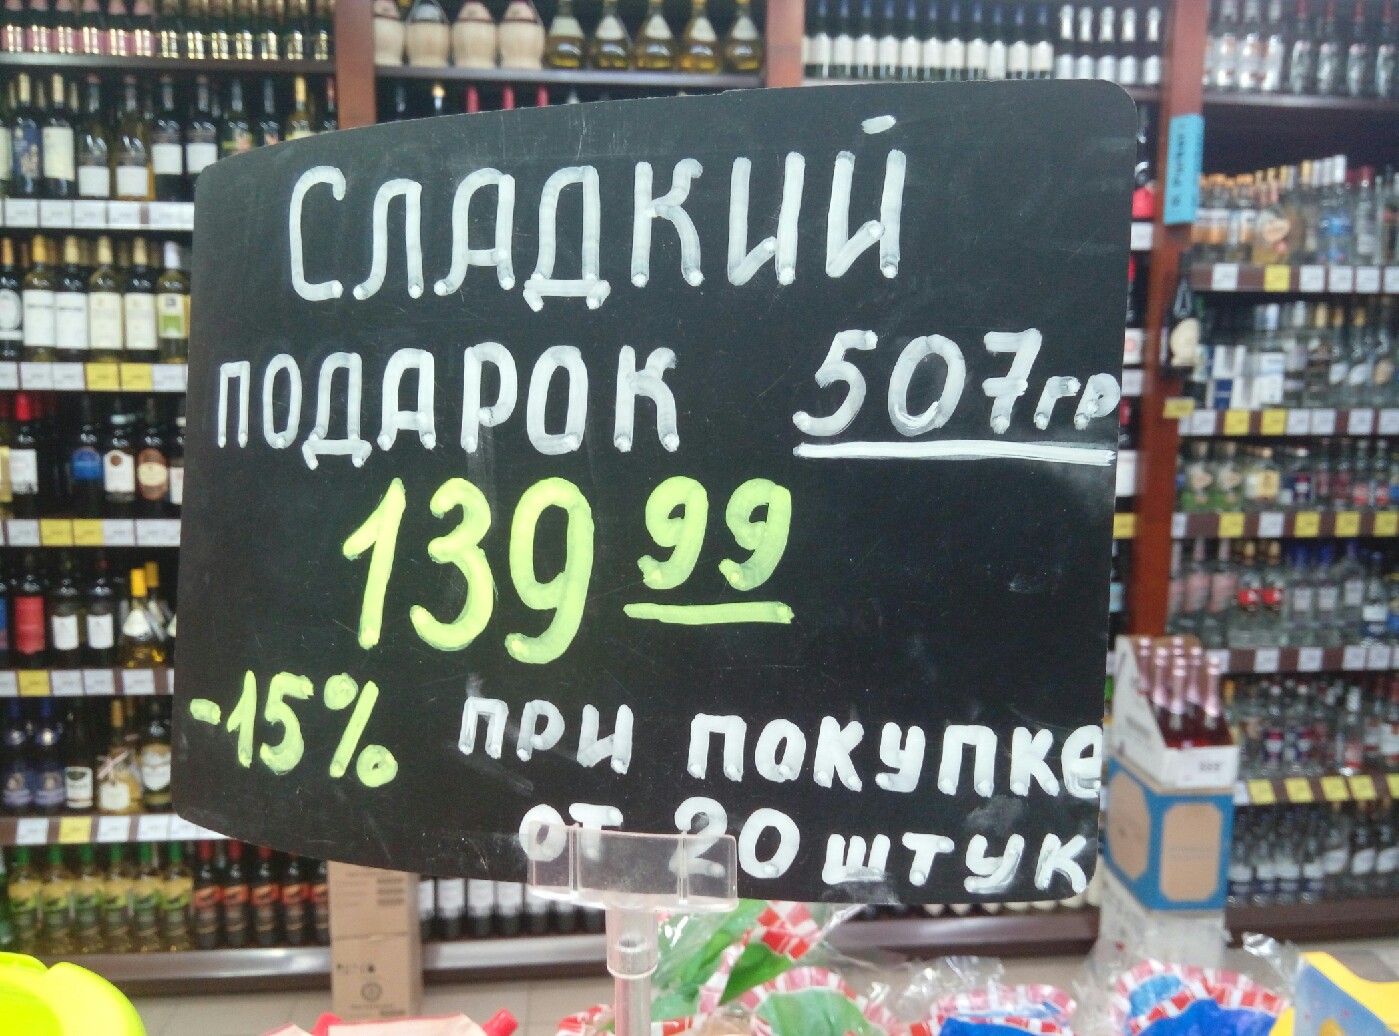 СЛАДКИЙ
ПОДАРОК 507гр
139 99
-15% ПРИ ПОКУПКЕ
ОТ 20 ШТУК